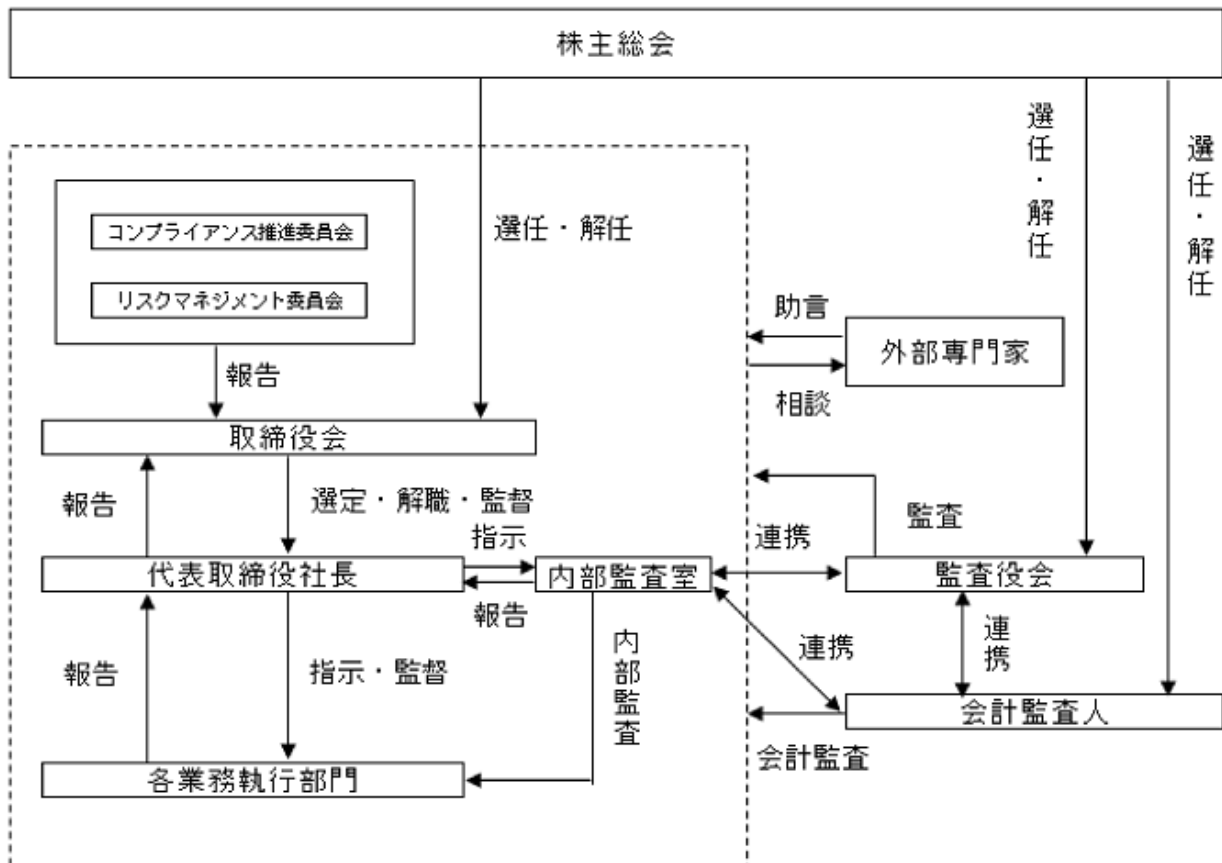 株主総会
選任・解任
選任・解任
選任・解任
コンプライアンス推進委員会
リスクマネジメント委員会
報告
助言
外部専門家
相談
取締役会
報告
選定・解職・監督
監査
指示
連携
代表取締役社長
内部監査室
監査役会
報告
報告
指示・監督
内部監査
連携
連携
会計監査人
会計監査
各業務執行部門